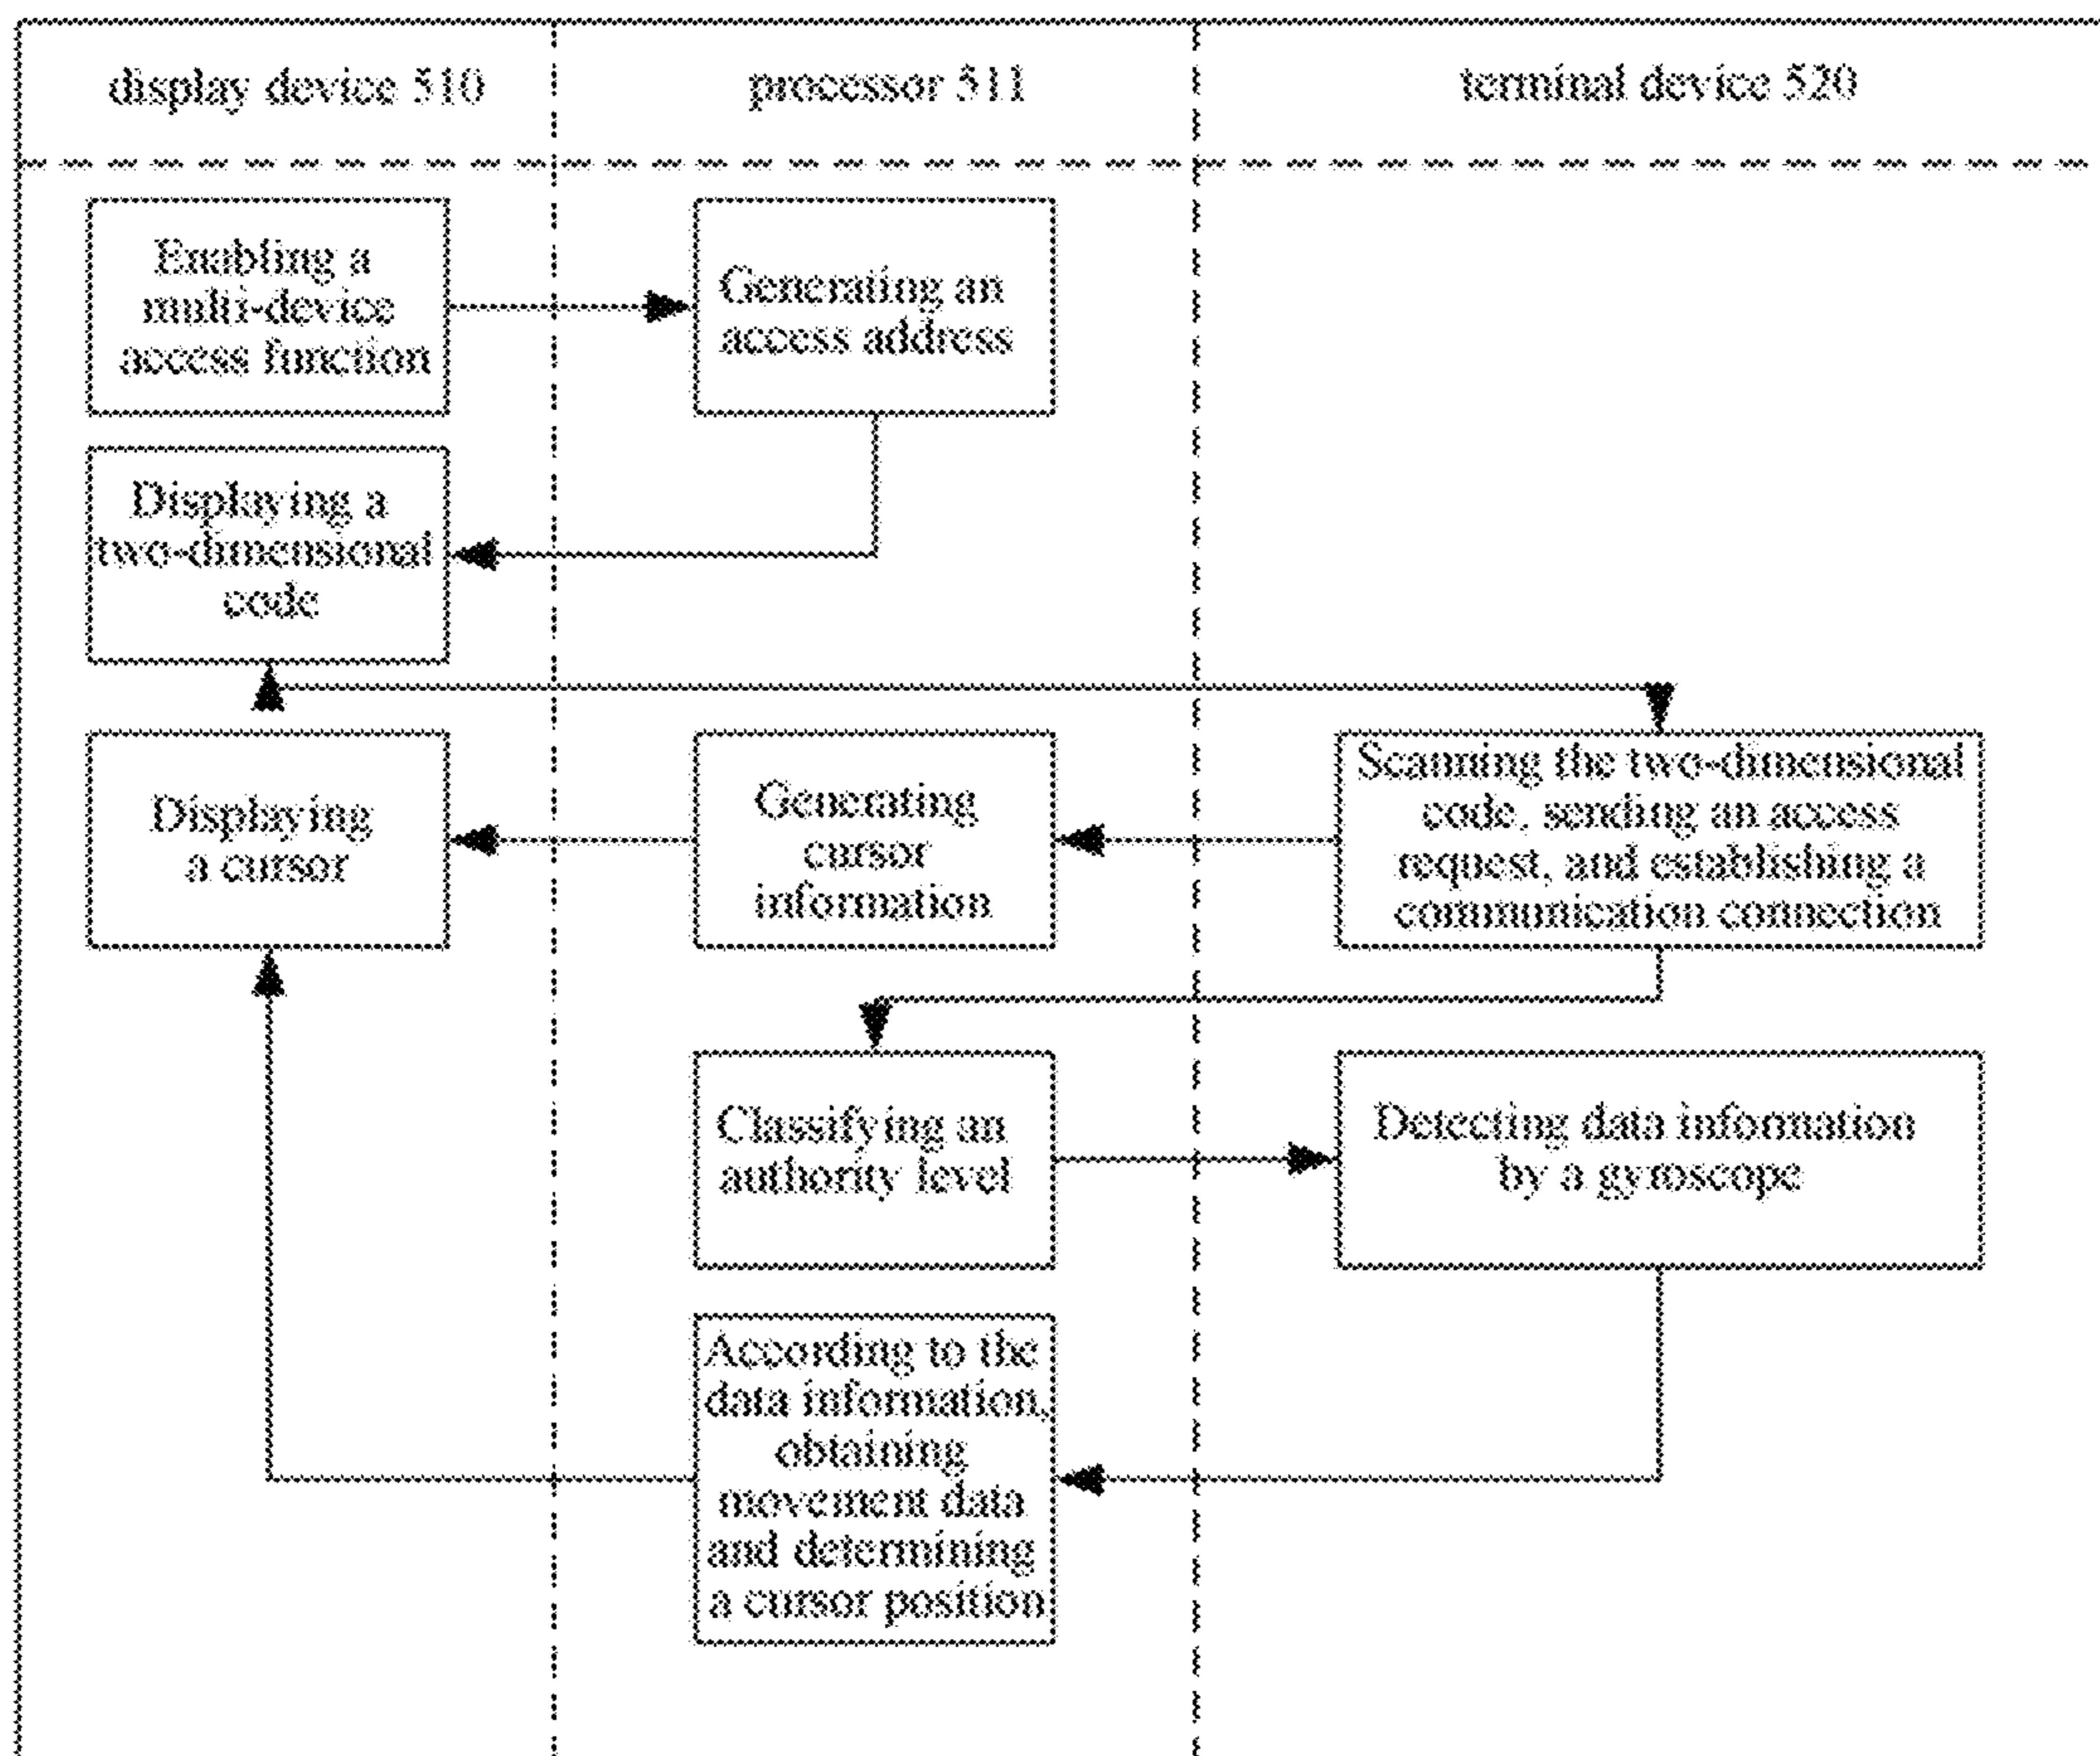 display device 510
processor 511
terminal device 520
Enabling a
multi-device
access function
Generating an
access address
Displaying a
two-dimensional
code
Displaying
a cursor
Generating
cursor
information
Scanning the two-dimensional
code, sending an access
request, and establishing a
communication connection
Classifying an
authority level
Detecting data information
by a gyroscope
According to the
data information,
obtaining
movement data
and determining
a cursor position